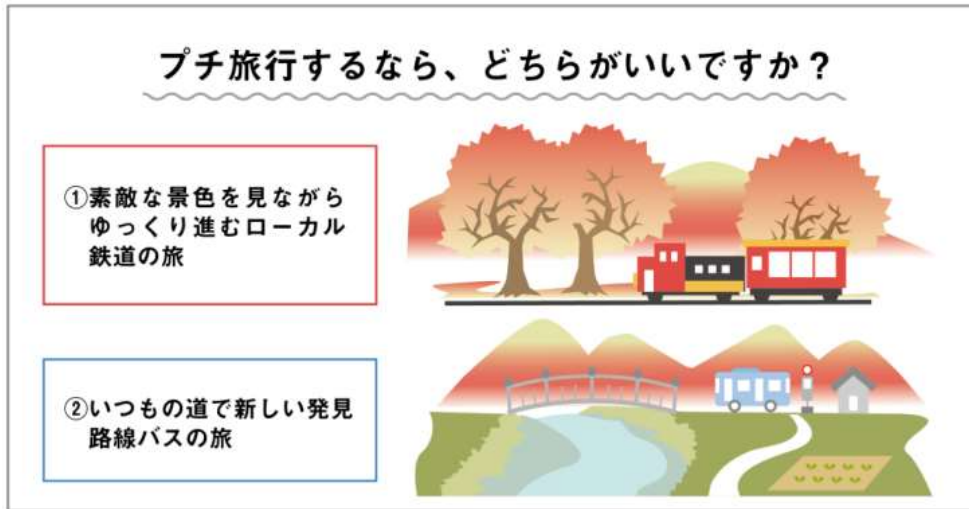 プチ旅行するなら、どちらがいいですか？
①素敵な景色を見ながら
ゆっくり進むローカル
鉄道の旅
②いつもの道で新しい発見
路線バスの旅